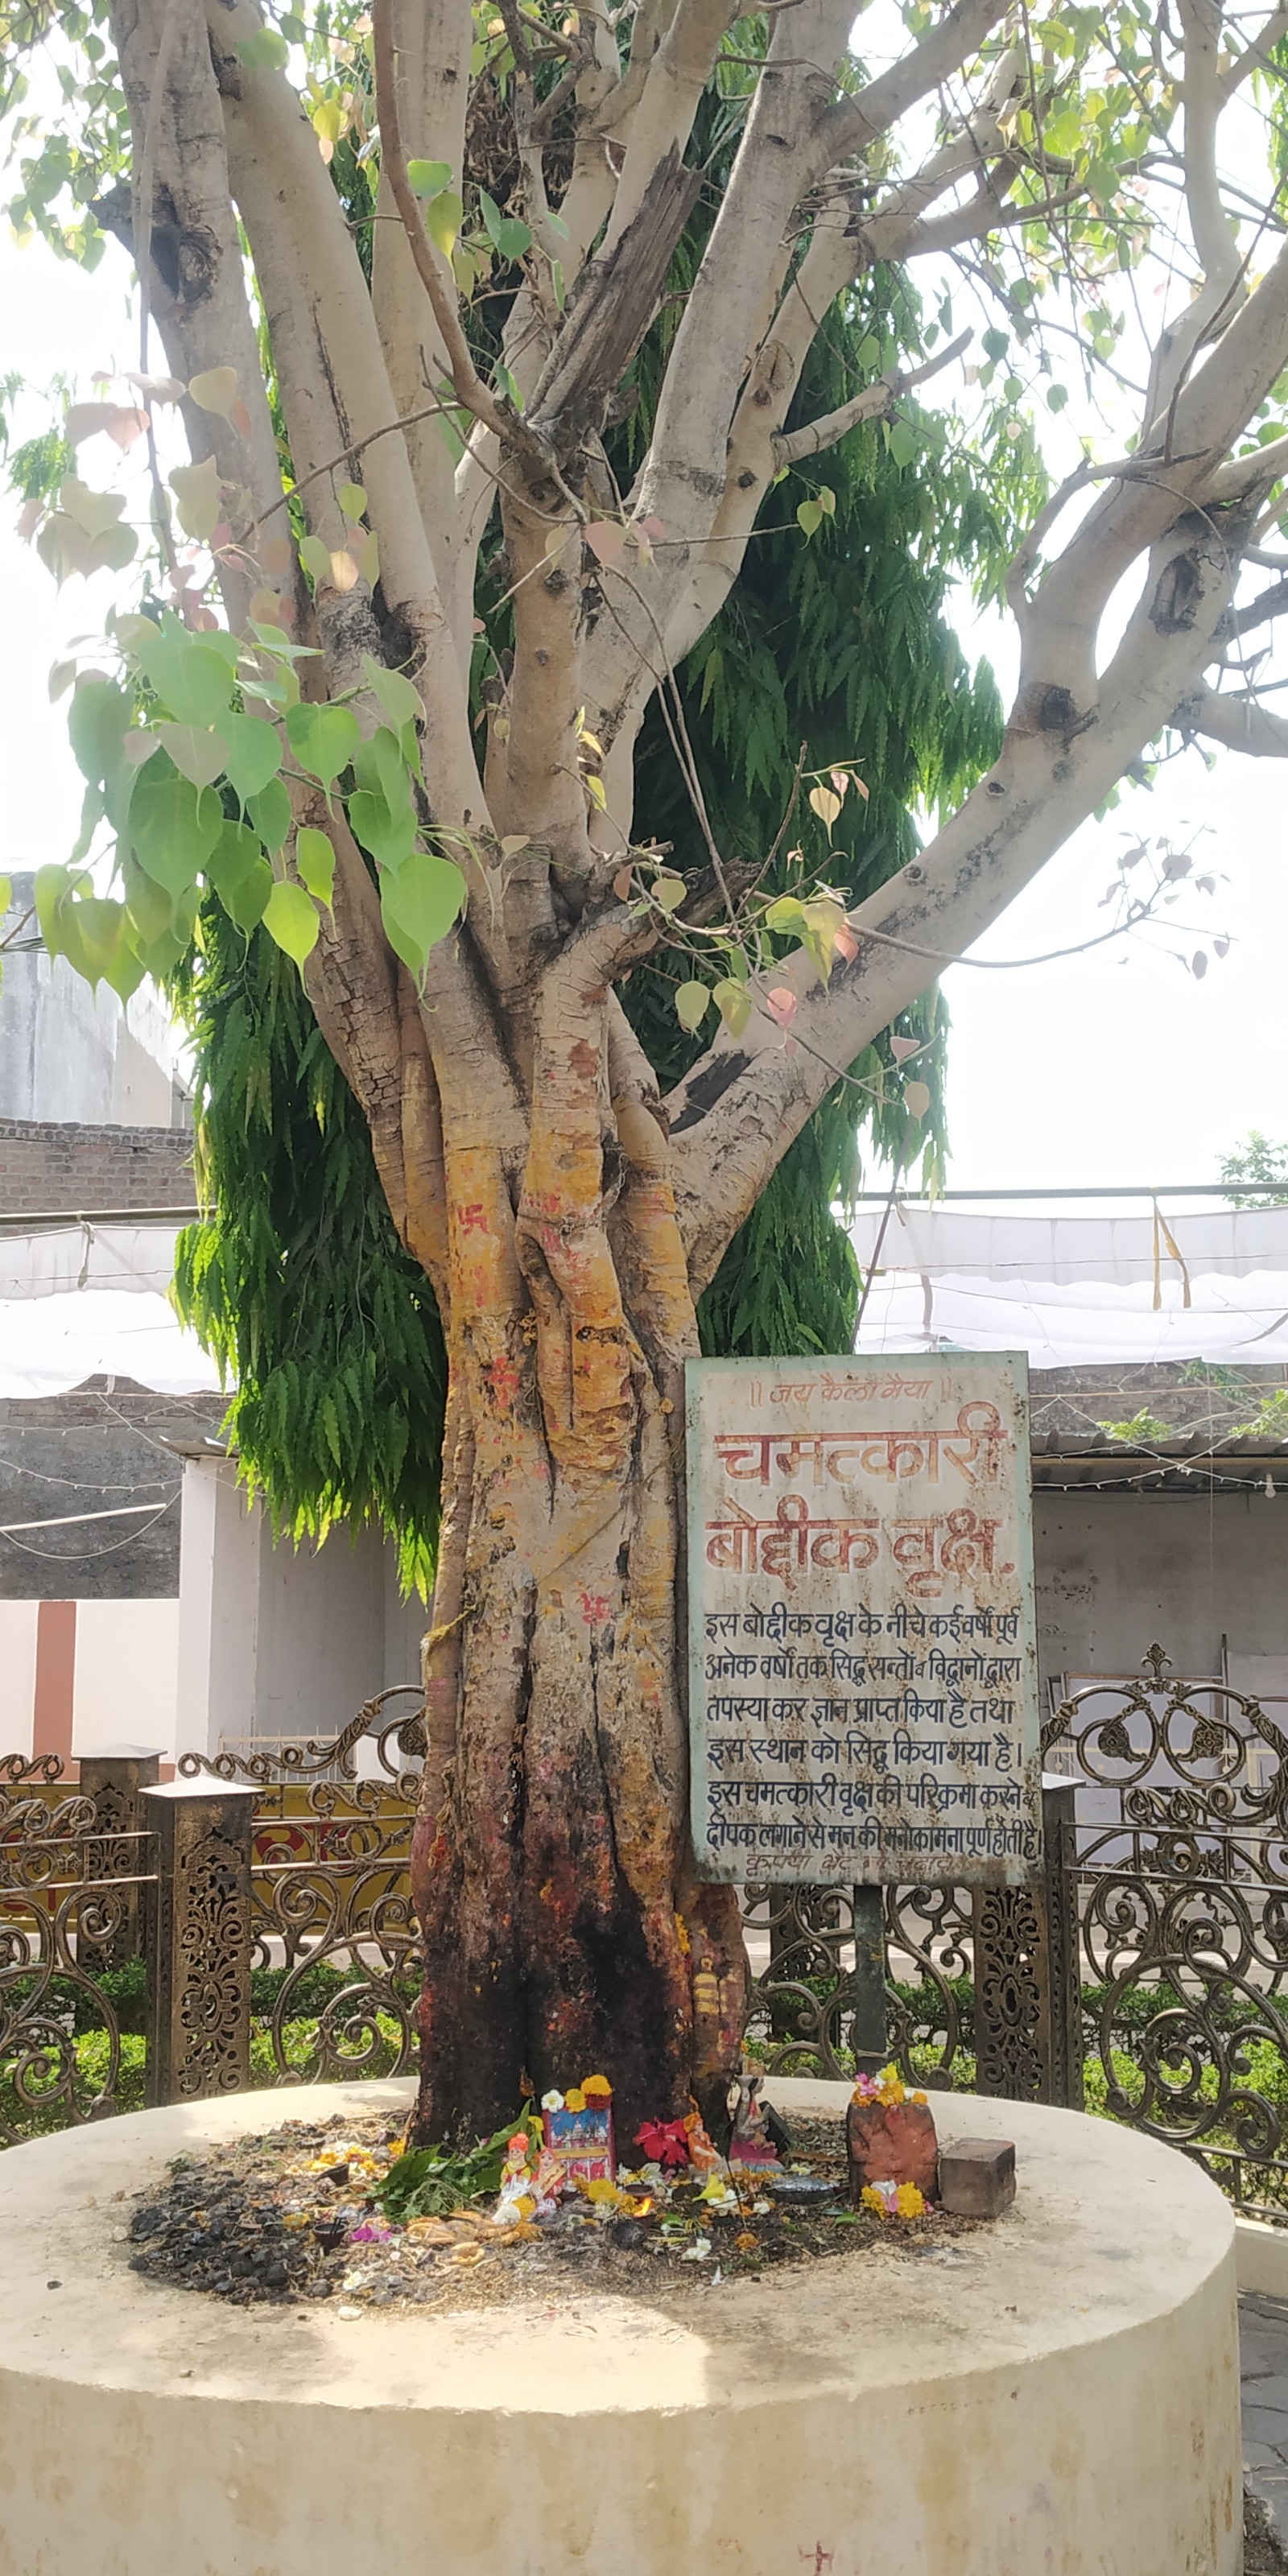 || जय कैला मैया ||
चमत्कारी
बोद्दीक वृक्ष.
इस बोद्दीक वृक्ष के नीचे कई वर्षों पूर्व
अनेक वर्षों तक सिद्ध सन्तों व विद्वानों द्वारा
तपस्या कर ज्ञान प्राप्त किया है तथा
इस स्थान को सिद्ध किया गया है।
इस चमत्कारी वृक्ष की परिक्रमा करने व
दीपक लगाने से मन की मनोकामना पूर्ण होती है।
कृपया भेंट